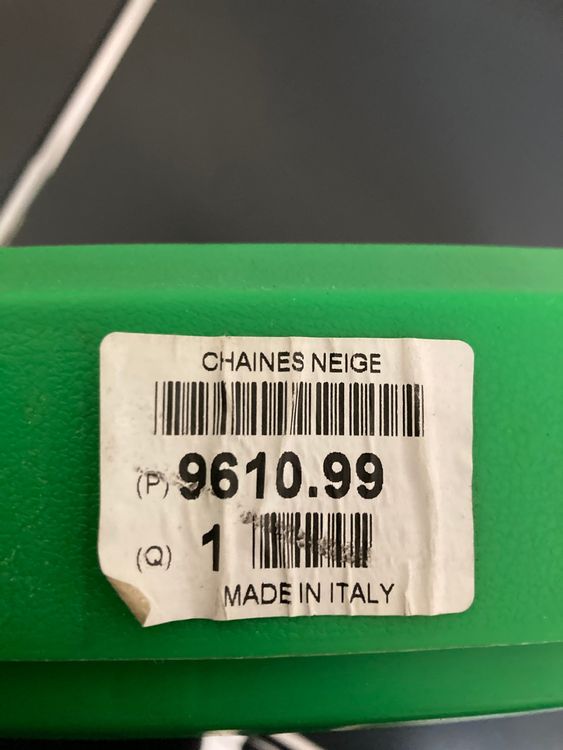 CHAINES NEIGE
(P) 9610.99
(Q) 1
MADE IN ITALY